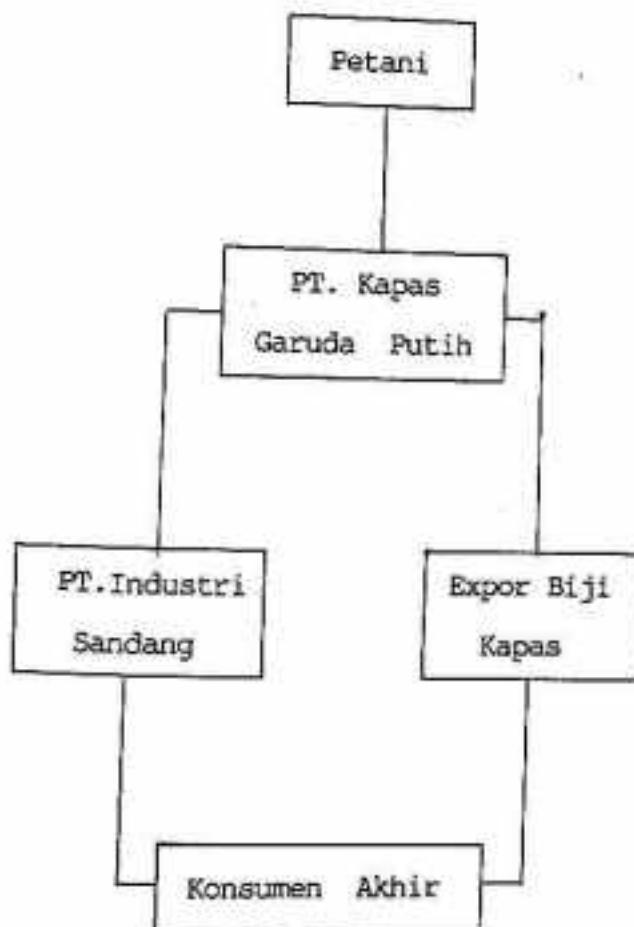 Petani
PT. Kapas
Garuda Putih
PT.Industri
Sandang
Expor Biji
Kapas
Konsumen Akhir